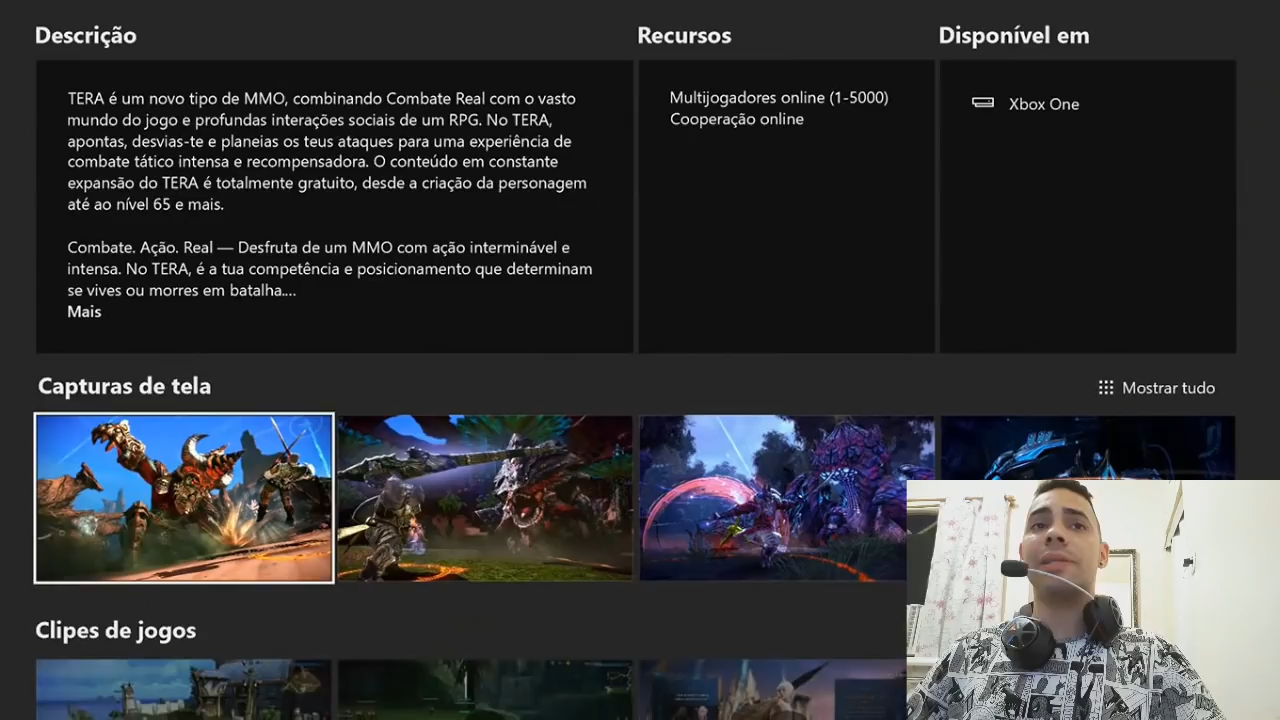 Descrição
TERA é um novo tipo de MMO, combinando Combate Real com o vasto
mundo do jogo e profundas interações sociais de um RPG. No TERA,
apontas, desvias-te e planeias os teus ataques para uma experiência de
combate tático intensa e recompensadora. O conteúdo em constante
expansão do TERA é totalmente gratuito, desde a criação da personagem
até ao nível 65 e mais.
Combate. Ação. Real — Desfruta de um MMO com ação interminável e
intensa. No TERA, é a tua competência e posicionamento que determinam
se vives ou morres em batalha....
Mais
Recursos
Multijogadores online (1-5000)
Cooperação online
Disponível em
Xbox One
Capturas de tela
Mostrar tudo
Clipes de jogos